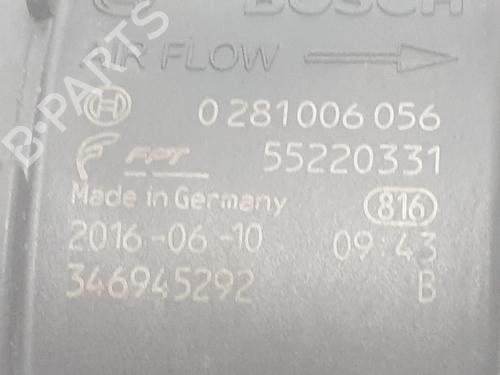 BOSCH
AIR FLOW
0 281 006 056
FPT 55220331
Made in Germany 816
2016-06-10 09:43
346945292 B
B-PARTS